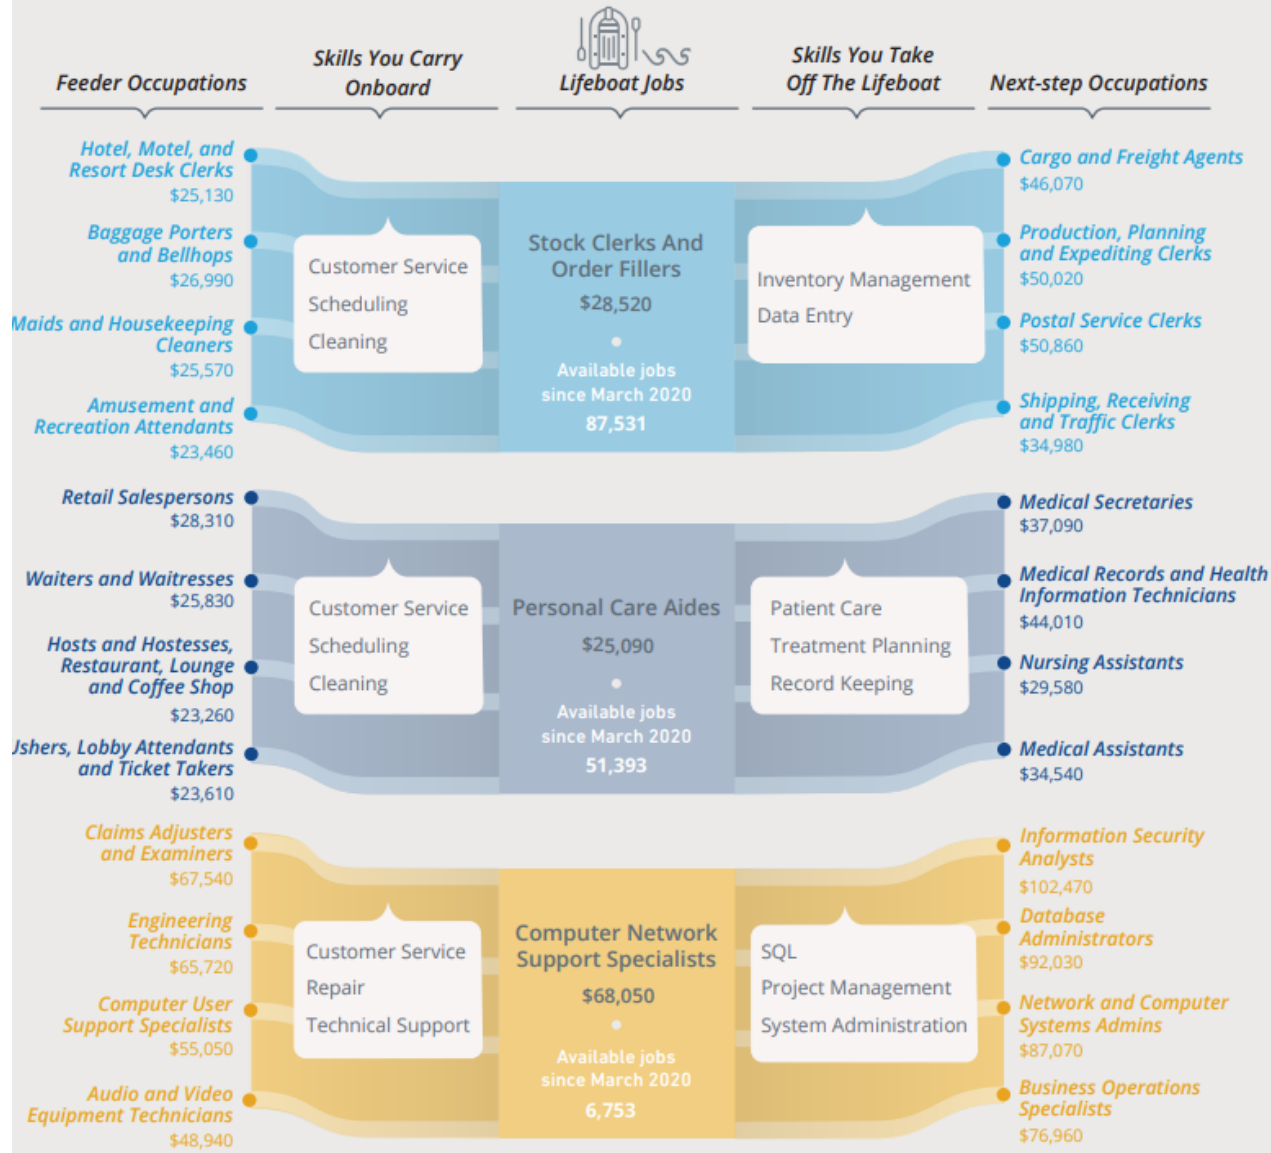 Feeder Occupations
Skills You Carry
Onboard
Lifeboat Jobs
Skills You Take
Off The Lifeboat
Next-step Occupations
Hotel, Motel, and
Resort Desk Clerks
$25,130
Baggage Porters
and Bellhops
$26,990
Maids and Housekeeping
Cleaners
$25,570
Amusement and
Recreation Attendants
$23,460
Customer Service
Scheduling
Cleaning
Stock Clerks And
Order Fillers
$28,520
Available jobs
since March 2020
87,531
Inventory Management
Data Entry
Cargo and Freight Agents
$46,070
Production, Planning
and Expediting Clerks
$50,020
Postal Service Clerks
$50,860
Shipping, Receiving
and Traffic Clerks
$34,980
Retail Salespersons
$28,310
Waiters and Waitresses
$25,830
Hosts and Hostesses,
Restaurant, Lounge
and Coffee Shop
$23,260
Ushers, Lobby Attendants
and Ticket Takers
$23,610
Customer Service
Scheduling
Cleaning
Personal Care Aides
$25,090
Available jobs
since March 2020
51,393
Patient Care
Treatment Planning
Record Keeping
Medical Secretaries
$37,090
Medical Records and Health
Information Technicians
$44,010
Nursing Assistants
$29,580
Medical Assistants
$34,540
Claims Adjusters
and Examiners
$67,540
Engineering
Technicians
$65,720
Computer User
Support Specialists
$55,050
Audio and Video
Equipment Technicians
$48,940
Customer Service
Repair
Technical Support
Computer Network
Support Specialists
$68,050
Available jobs
since March 2020
6,753
SQL
Project Management
System Administration
Information Security
Analysts
$102,470
Database
Administrators
$92,030
Network and Computer
Systems Admins
$87,070
Business Operations
Specialists
$76,960